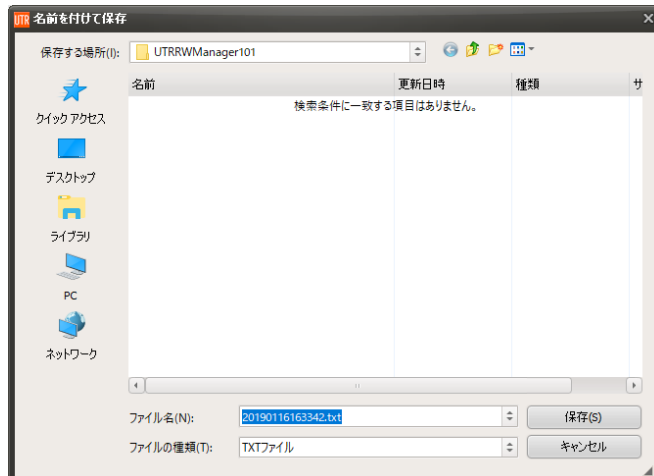 UTR 名前を付けて保存
保存する場所(I): UTRRWManager101
名前 更新日時 種類 サ
検索条件に一致する項目はありません。
クイック アクセス
デスクトップ
ライブラリ
PC
ネットワーク
ファイル名(N): 20190116163342.txt 保存(S)
ファイルの種類(T): TXTファイル キャンセル